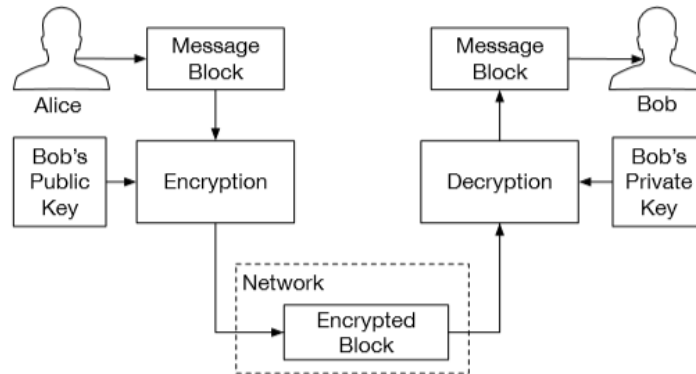 Alice
Message
Block
Message
Block
Bob
Bob's
Public
Key
Encryption
Decryption
Bob's
Private
Key
Network
Encrypted
Block